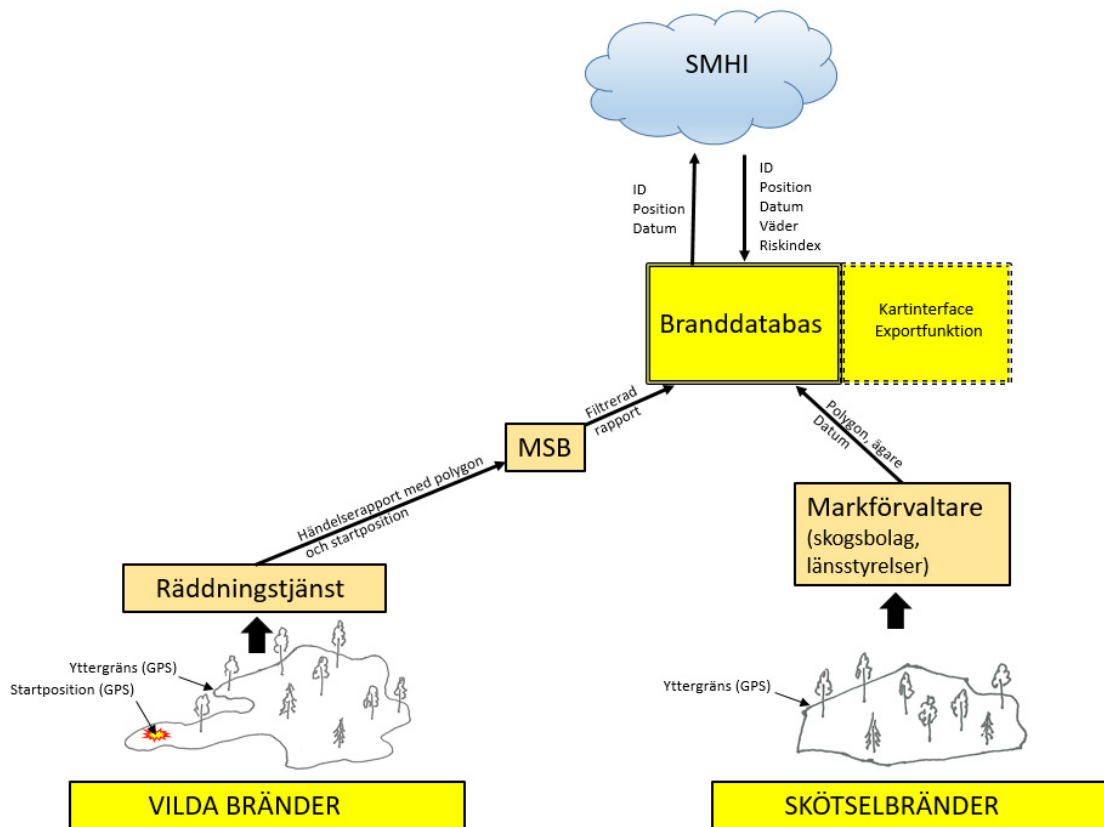 SMHI
ID
Position
Datum
ID
Position
Datum
Väder
Riskindex
Branddatabas
Kartinterface
Exportfunktion
Filtrerad
rapport
Polygon, ägare
Datum
MSB
Händelserapport med polygon
och startposition
Markförvaltare
(skogsbolag,
länsstyrelser)
Räddningstjänst
Yttergräns (GPS)
Startposition (GPS)
Yttergräns (GPS)
VILDA BRÄNDER
SKÖTSELBRÄNDER